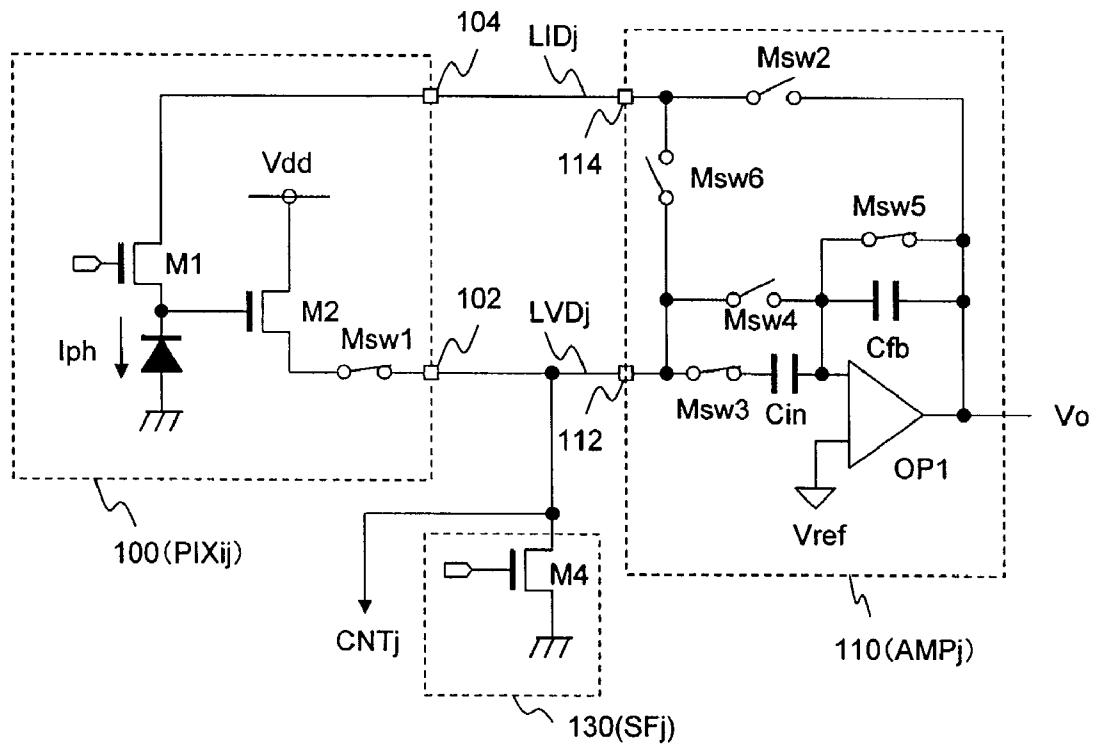 104
LIDj
Msw2
114
Vdd
Msw6
Msw5
M1
M2
102
LVDj
Msw4
Cfb
Iph
Msw1
Msw3
Cin
112
OP1
Vo
Vref
100(PIXij)
M4
CNTj
110(AMPj)
130(SFj)